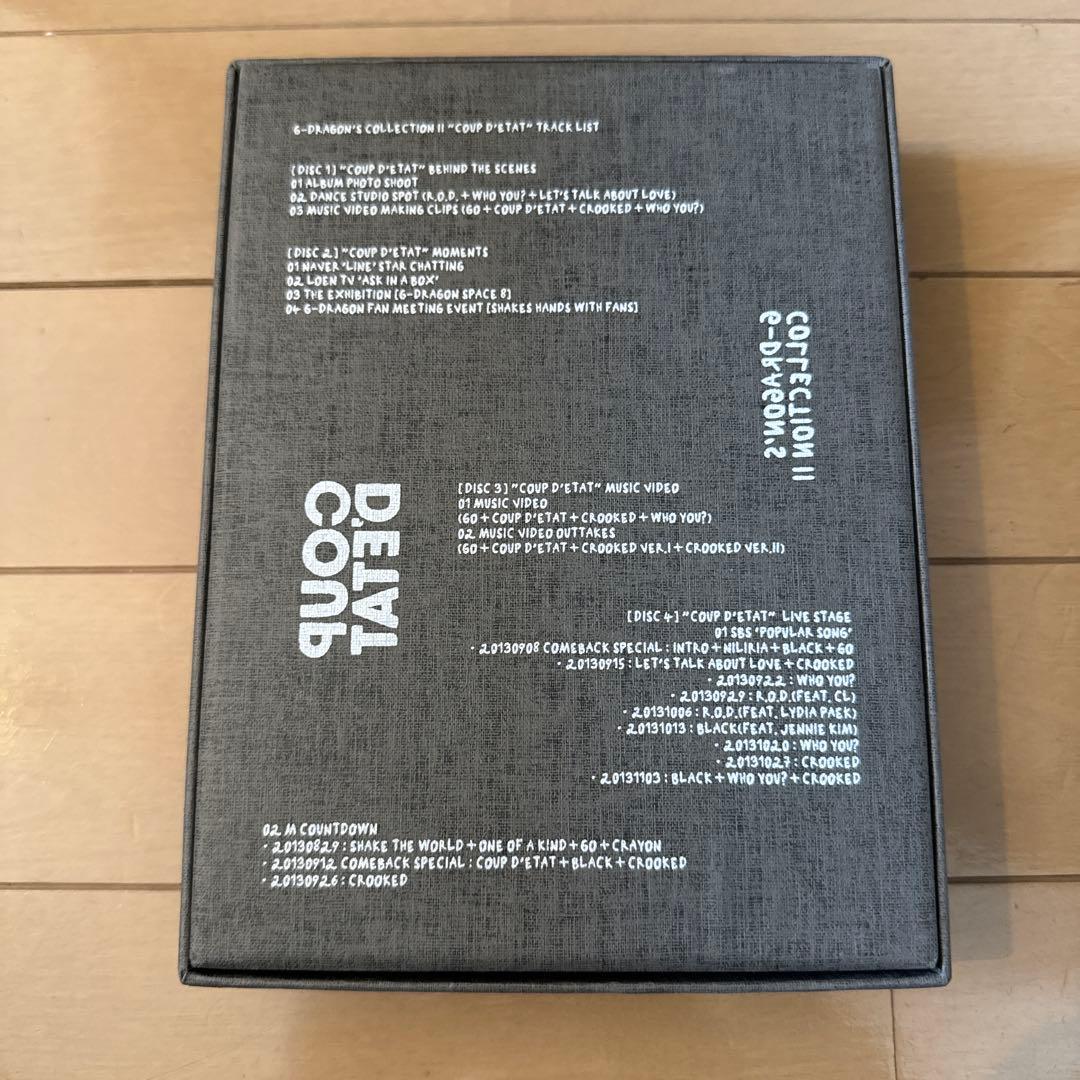 G-DRAGON'S COLLECTION II "COUP D'ETAT" TRACK LIST
[DISC 1] "COUP D'ETAT" BEHIND THE SCENES
01 ALBUM PHOTO SHOOT
02 DANCE STUDIO SPOT (R.O.D. + WHO YOU? + LET'S TALK ABOUT LOVE)
03 MUSIC VIDEO MAKING CLIPS (GO + COUP D'ETAT + CROOKED + WHO YOU?)
[DISC 2] "COUP D'ETAT" MOMENTS
01 NAVER 'LINE' STAR CHATTING
02 LOEN TV 'ASK IN A BOX'
03 THE EXHIBITION [G-DRAGON SPACE 8]
04 G-DRAGON FAN MEETING EVENT [SHAKES HANDS WITH FANS]
G-DRAGON'S
COLLECTION II
COUP
D'ETAT
[DISC 3] "COUP D'ETAT" MUSIC VIDEO
01 MUSIC VIDEO
(GO + COUP D'ETAT + CROOKED + WHO YOU?)
02 MUSIC VIDEO OUTTAKES
(GO + COUP D'ETAT + CROOKED VER.I + CROOKED VER.II)
[DISC 4] "COUP D'ETAT" LIVE STAGE
01 SBS 'POPULAR SONG'
· 20130908 COMEBACK SPECIAL : INTRO + NILIRIA + BLACK + GO
· 20130915 : LET'S TALK ABOUT LOVE + CROOKED
· 20130922 : WHO YOU?
· 20130929 : R.O.D.(FEAT. CL)
· 20131006 : R.O.D.(FEAT. LYDIA PAEK)
· 20131013 : BLACK(FEAT. JENNIE KIM)
· 20131020 : WHO YOU?
· 20131027 : CROOKED
· 20131103 : BLACK + WHO YOU? + CROOKED
02 M COUNTDOWN
· 20130829 : SHAKE THE WORLD + ONE OF A KIND + GO + CRAYON
· 20130912 COMEBACK SPECIAL : COUP D'ETAT + BLACK + CROOKED
· 20130926 : CROOKED